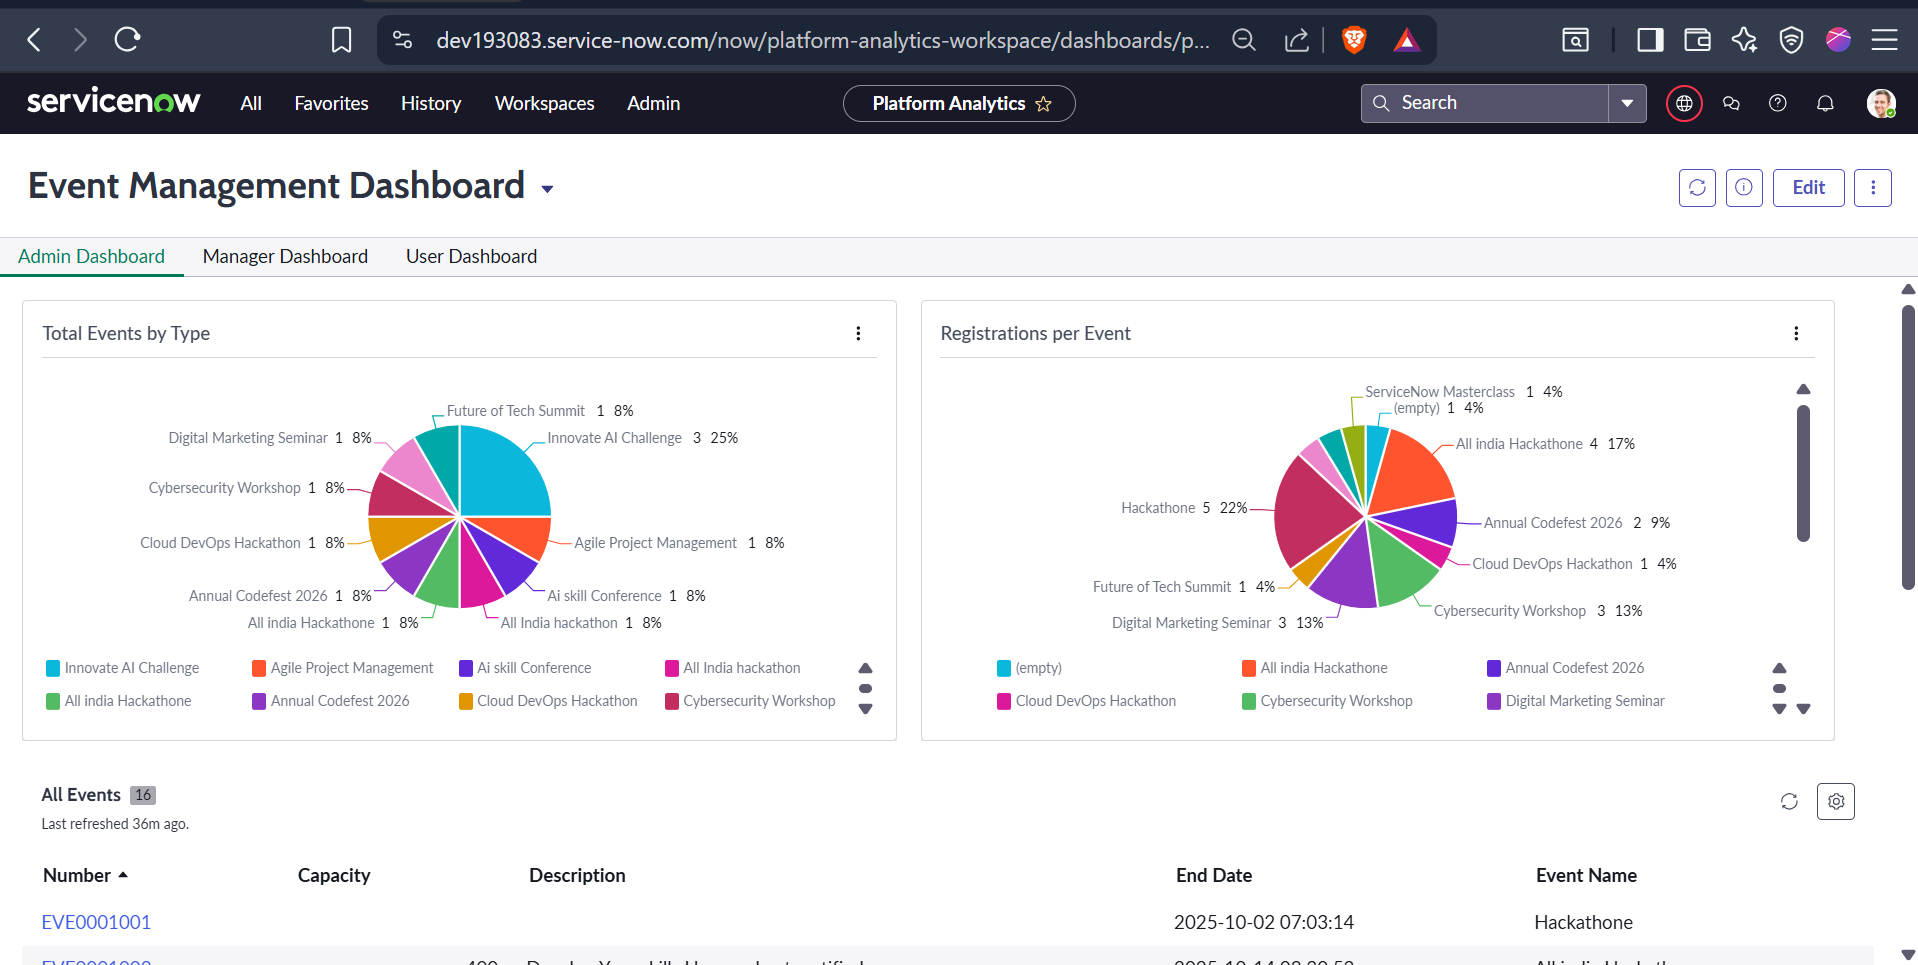 dev193083.service-now.com/now/platform-analytics-workspace/dashboards/p...
servicenow All Favorites History Workspaces Admin Platform Analytics Search
Event Management Dashboard Edit
Admin Dashboard Manager Dashboard User Dashboard
Total Events by Type
Future of Tech Summit 1 8%
Digital Marketing Seminar 1 8%
Innovate AI Challenge 3 25%
Cybersecurity Workshop 1 8%
Cloud DevOps Hackathon 1 8%
Agile Project Management 1 8%
Annual Codefest 2026 1 8%
Ai skill Conference 1 8%
All india Hackathone 1 8%
All India hackathon 1 8%
Innovate AI Challenge Agile Project Management Ai skill Conference All India hackathon
All india Hackathone Annual Codefest 2026 Cloud DevOps Hackathon Cybersecurity Workshop
Registrations per Event
ServiceNow Masterclass 1 4%
(empty) 1 4%
All india Hackathone 4 17%
Hackathone 5 22%
Annual Codefest 2026 2 9%
Cloud DevOps Hackathon 1 4%
Future of Tech Summit 1 4%
Cybersecurity Workshop 3 13%
Digital Marketing Seminar 3 13%
(empty) All india Hackathone Annual Codefest 2026
Cloud DevOps Hackathon Cybersecurity Workshop Digital Marketing Seminar
All Events 16
Last refreshed 36m ago.
Number Capacity Description End Date Event Name
EVE0001001 2025-10-02 07:03:14 Hackathone